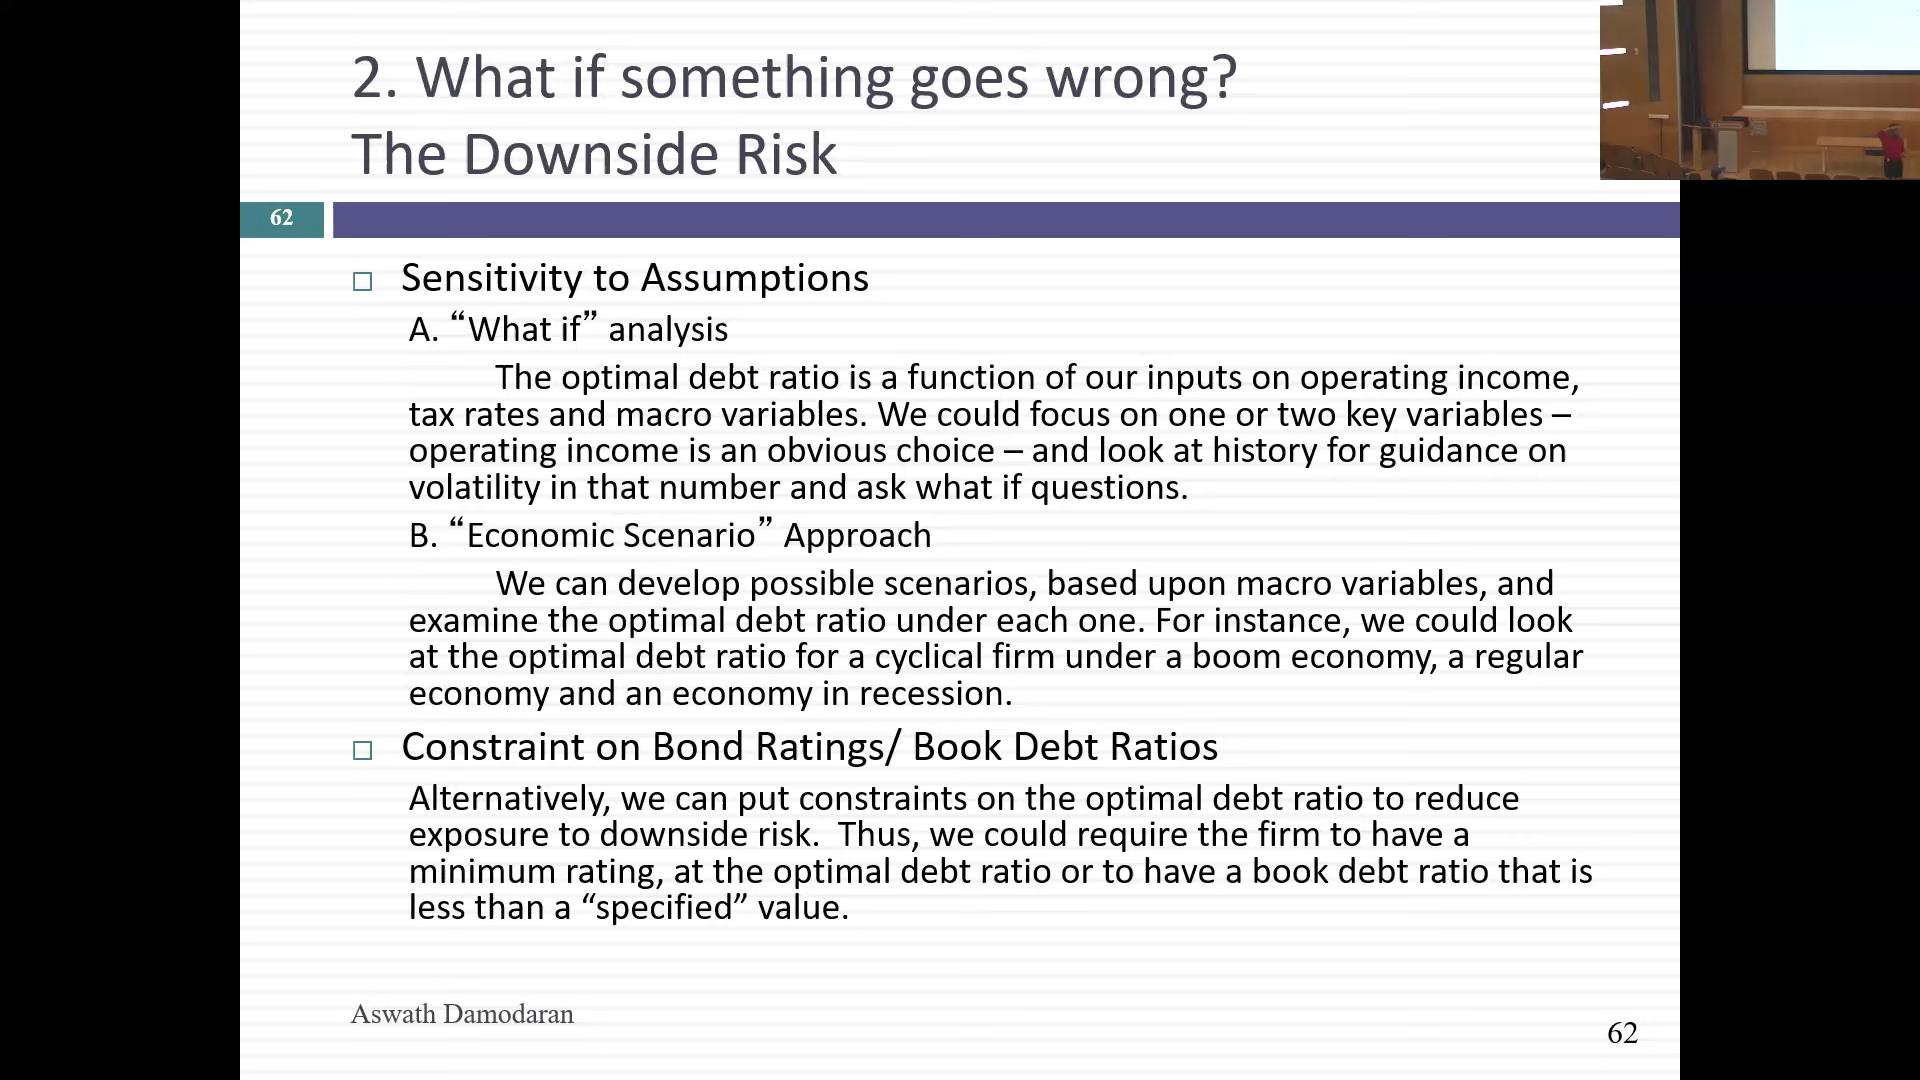 2. What if something goes wrong?
The Downside Risk
62
□ Sensitivity to Assumptions
A. “What if” analysis
The optimal debt ratio is a function of our inputs on operating income,
tax rates and macro variables. We could focus on one or two key variables –
operating income is an obvious choice – and look at history for guidance on
volatility in that number and ask what if questions.
B. “Economic Scenario” Approach
We can develop possible scenarios, based upon macro variables, and
examine the optimal debt ratio under each one. For instance, we could look
at the optimal debt ratio for a cyclical firm under a boom economy, a regular
economy and an economy in recession.
□ Constraint on Bond Ratings/ Book Debt Ratios
Alternatively, we can put constraints on the optimal debt ratio to reduce
exposure to downside risk.  Thus, we could require the firm to have a
minimum rating, at the optimal debt ratio or to have a book debt ratio that is
less than a “specified” value.
Aswath Damodaran
62